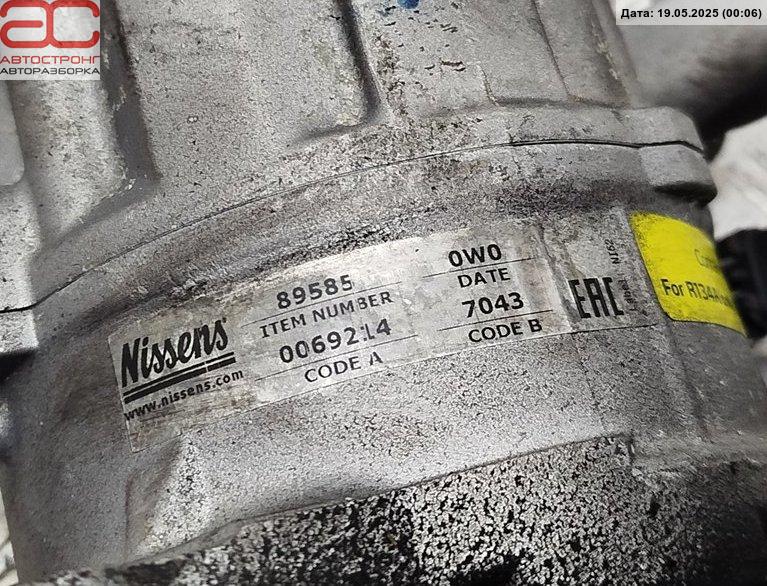 АС
АВТОСТРОНГ
АВТОРАЗБОРКА
Дата: 19.05.2025 (00:06)
Nissens
www.nissens.com
89585
ITEM NUMBER
0069214
CODE A
0W0
DATE
7043
CODE B
EAC
For R134A